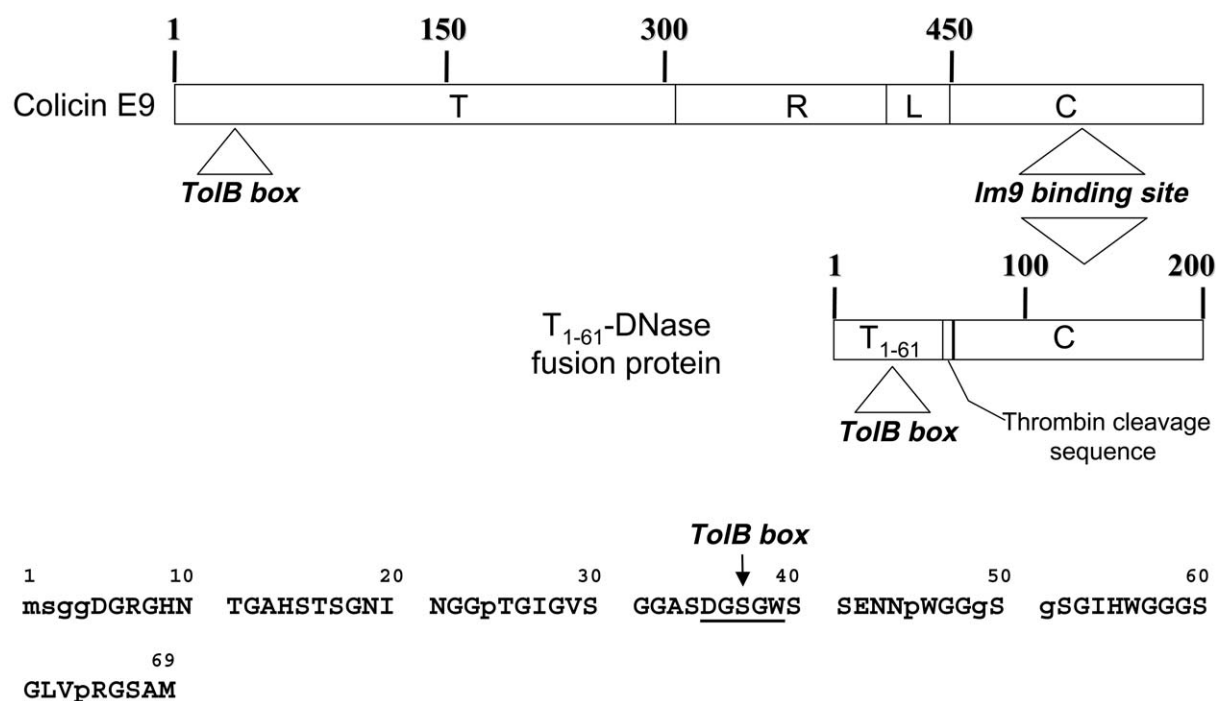 1 150 300 450
Colicin E9 T R L C
TolB box Im9 binding site
1 100 200
T1-61-DNase
fusion protein
T1-61 C
TolB box
Thrombin cleavage
sequence
TolB box
1 10 20 30 40 50 60
msggDGRGHN TGAHSTSGNI NGGpTGIGVS GGASDGSGWS SENNpWGGgS gSGIHWGGGS
69
GLVpRGSAM